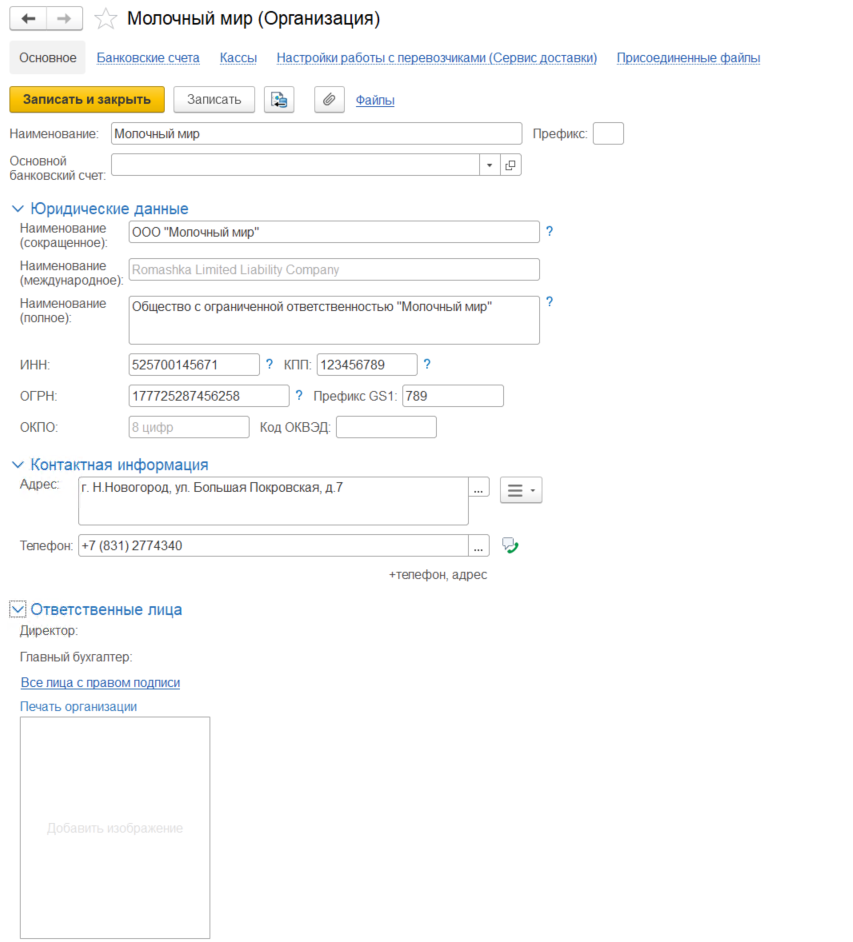 Молочный мир (Организация)
Основное Банковские счета Кассы Настройки работы с перевозчиками (Сервис доставки) Присоединенные файлы
Записать и закрыть Записать Файлы
Наименование: Молочный мир Префикс:
Основной
банковский счет:
Юридические данные
Наименование
(сокращенное): ООО "Молочный мир" ?
Наименование
(международное): Romashka Limited Liability Company
Наименование
(полное): Общество с ограниченной ответственностью "Молочный мир" ?
ИНН: 525700145671 ? КПП: 123456789 ?
ОГРН: 177725287456258 ? Префикс GS1: 789
ОКПО: 8 цифр Код ОКВЭД:
Контактная информация
Адрес: г. Н.Новогород, ул. Большая Покровская, д.7 ...
Телефон: +7 (831) 2774340 ...
+телефон, адрес
Ответственные лица
Директор:
Главный бухгалтер:
Все лица с правом подписи
Печать организации
Добавить изображение